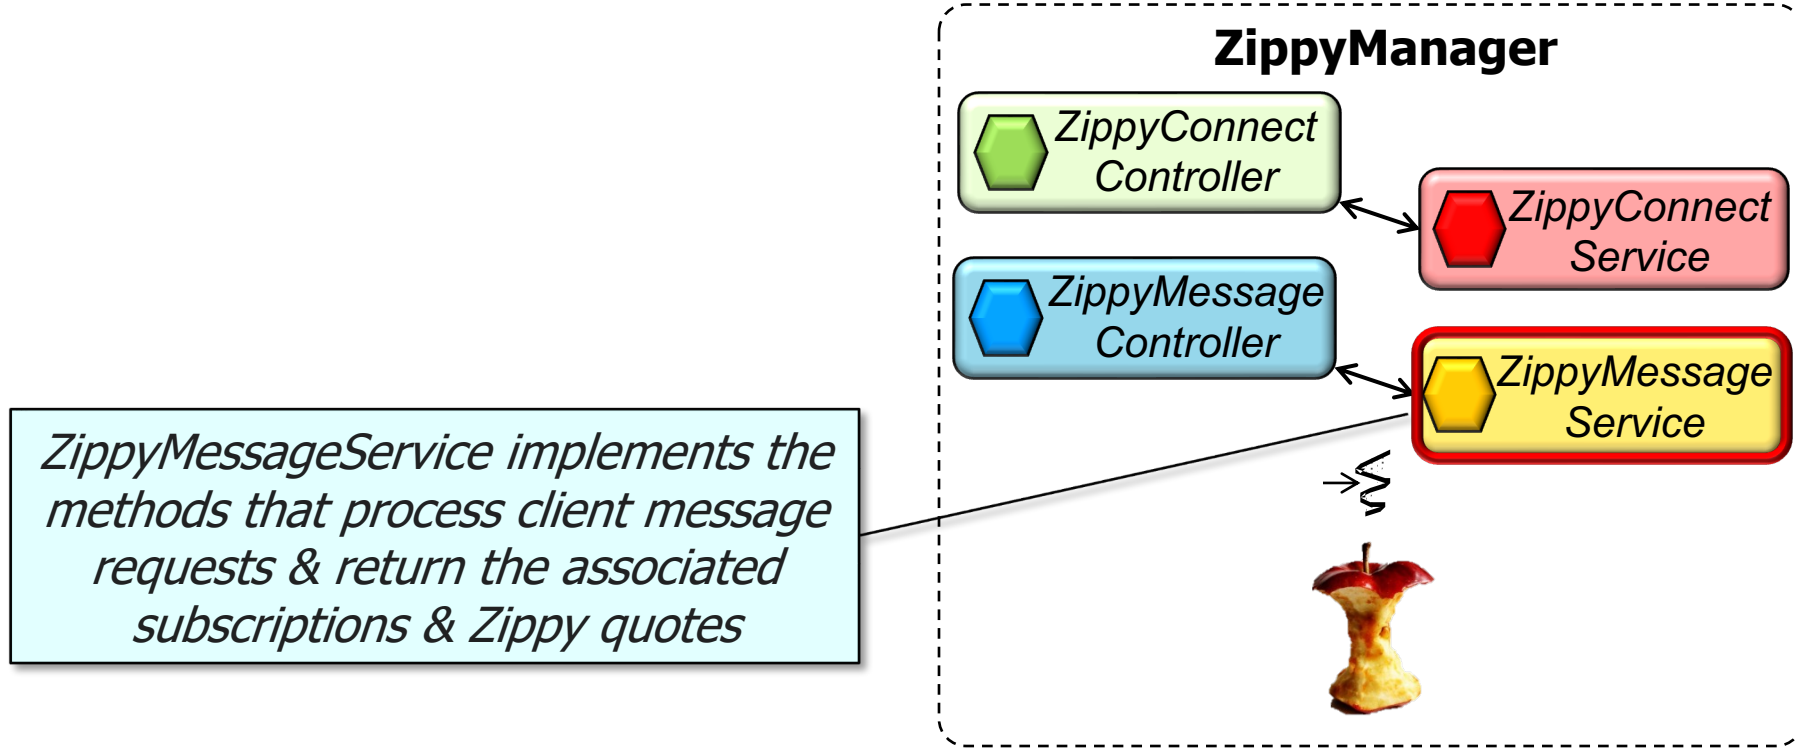 ZippyManager
ZippyConnect
Controller
ZippyConnect
Service
ZippyMessage
Controller
ZippyMessage
Service
ZippyMessageService implements the
methods that process client message
requests & return the associated
subscriptions & Zippy quotes